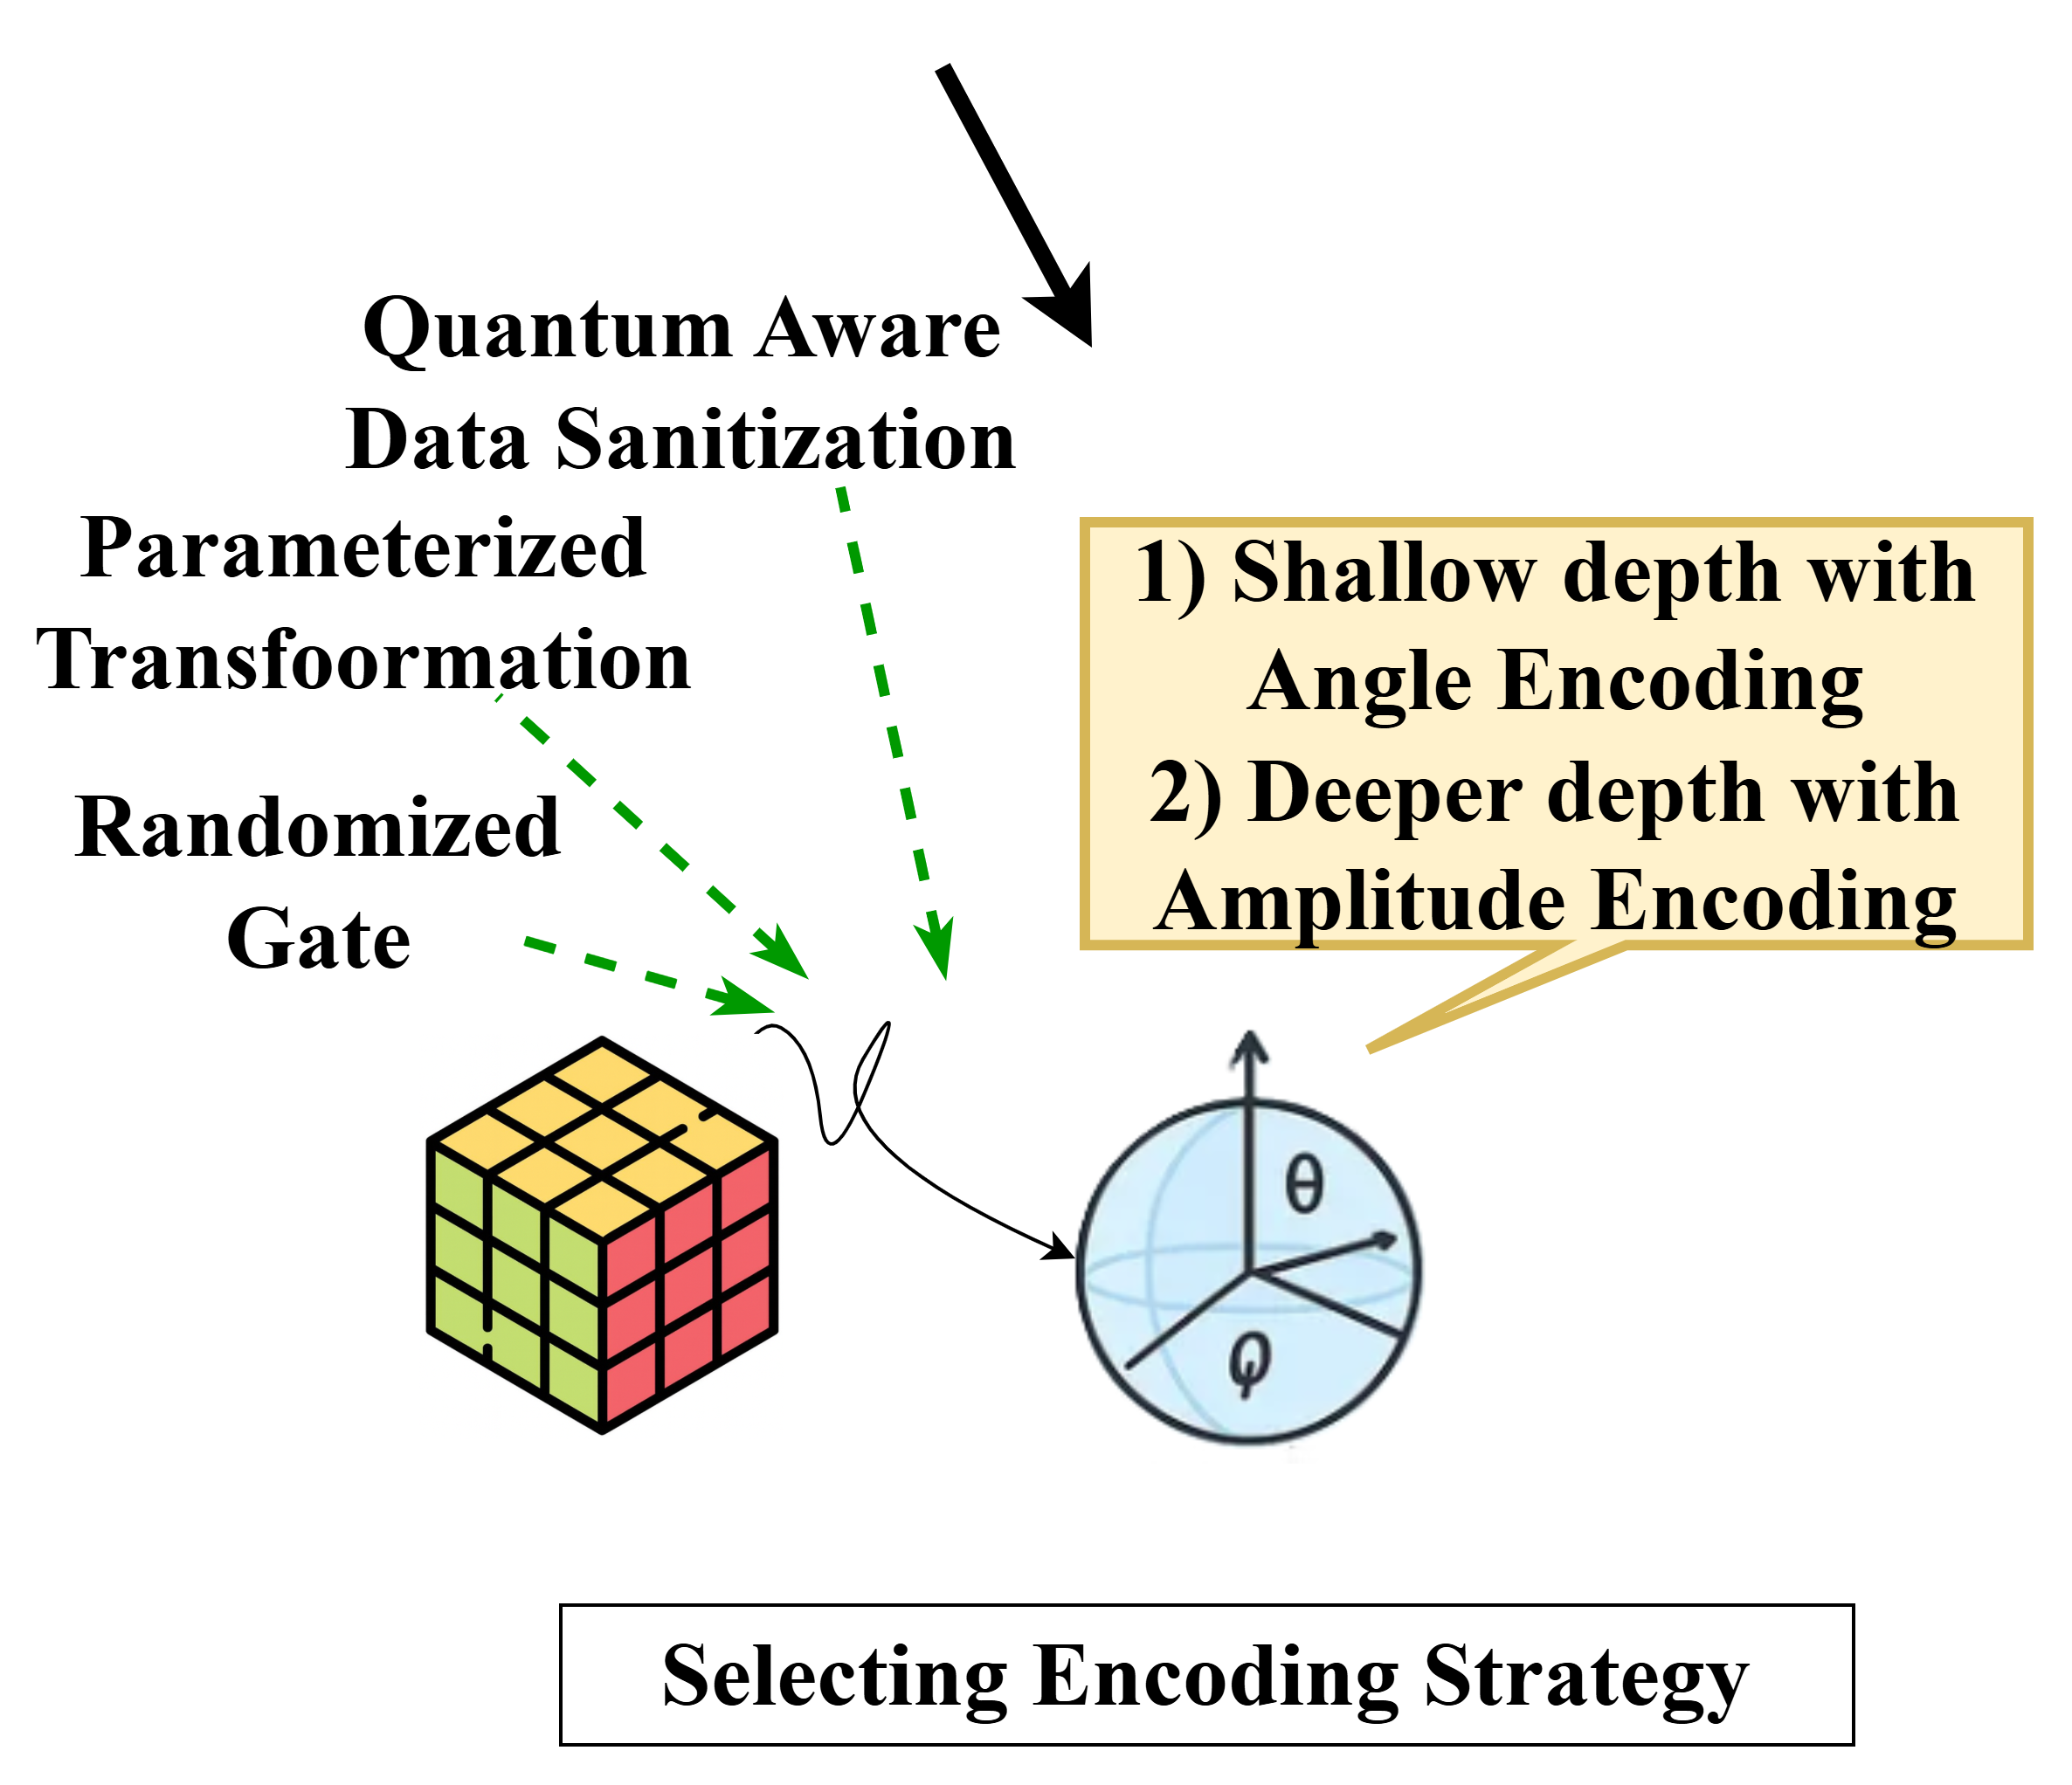 Quantum Aware
Data Sanitization
Parameterized
Transfoormation
Randomized
Gate
1) Shallow depth with
Angle Encoding
2) Deeper depth with
Amplitude Encoding
θ
φ
Selecting Encoding Strategy